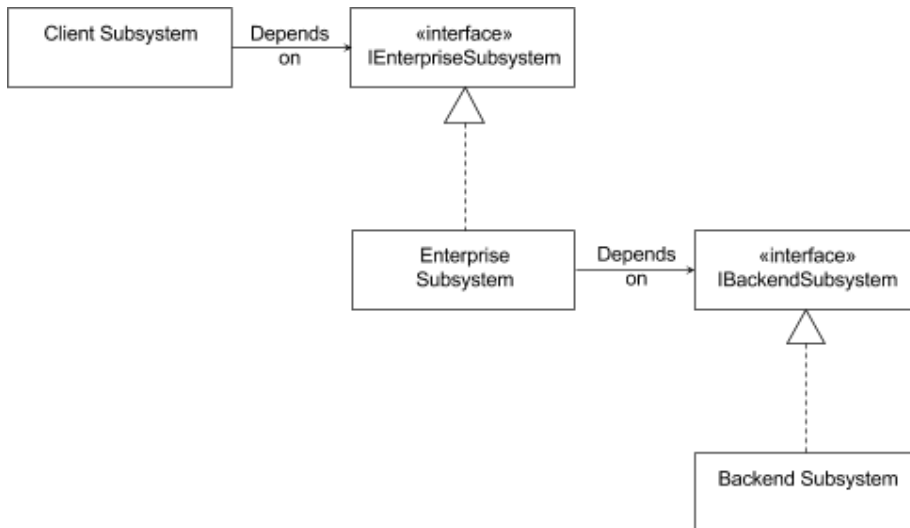 Client Subsystem
Depends
on
«interface»
IEnterpriseSubsystem
Enterprise
Subsystem
Depends
on
«interface»
IBackendSubsystem
Backend Subsystem